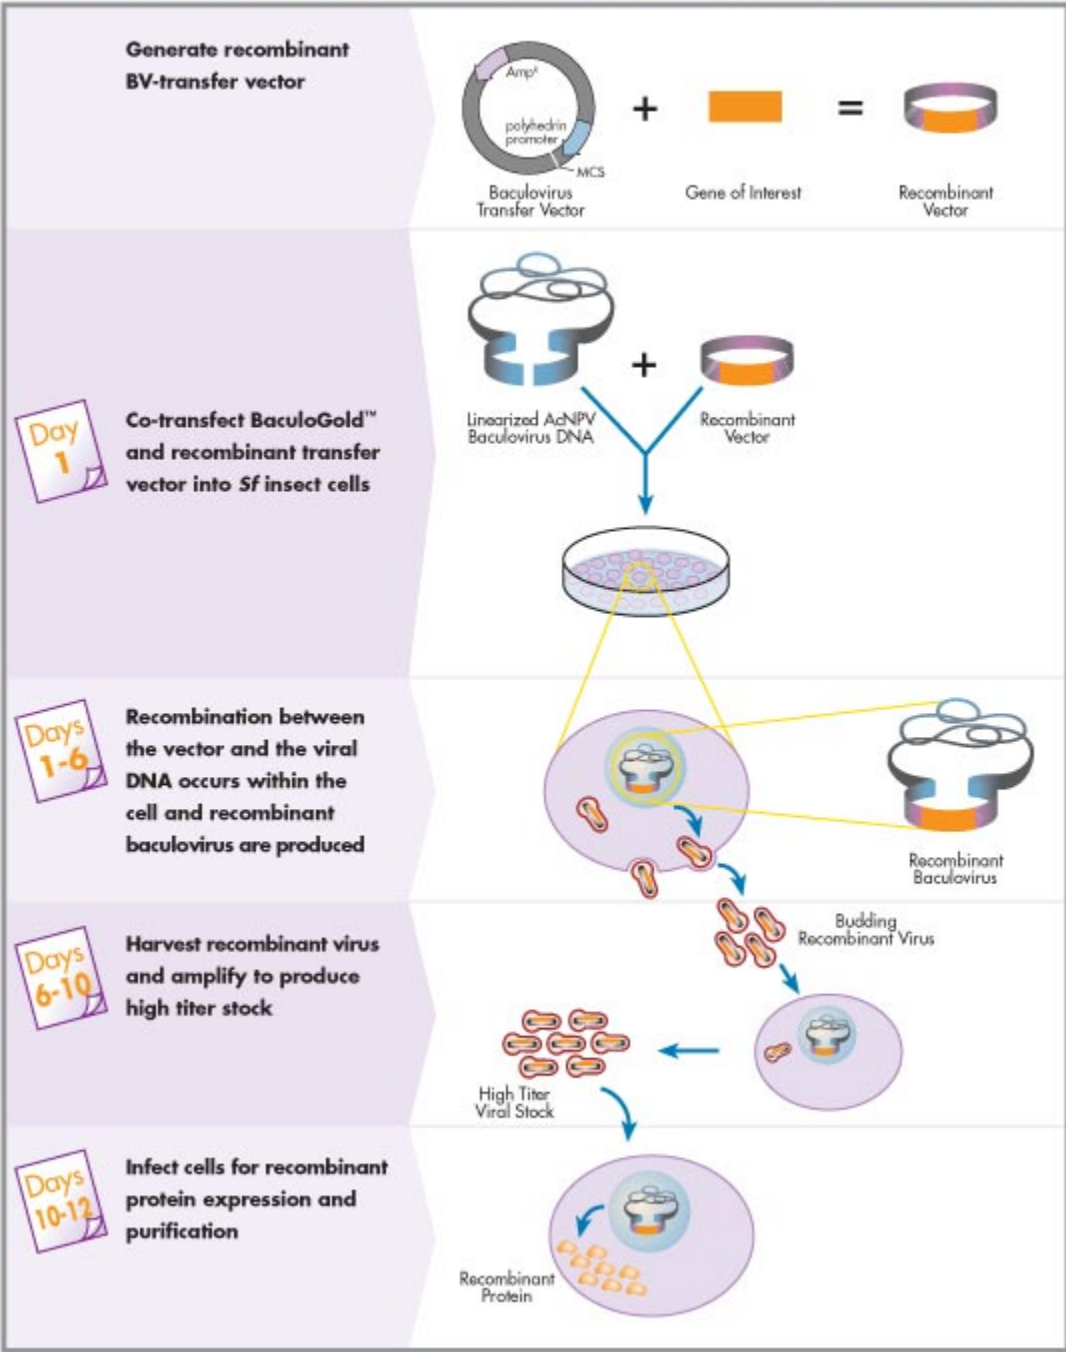 Generate recombinant
BV-transfer vector
Amp^R
polyhedrin
promoter
MCS
Baculovirus
Transfer Vector
+
Gene of Interest
=
Recombinant
Vector
Day
1
Co-transfect BaculoGold™
and recombinant transfer
vector into Sf insect cells
Linearized AcNPV
Baculovirus DNA
+
Recombinant
Vector
Days
1-6
Recombination between
the vector and the viral
DNA occurs within the
cell and recombinant
baculovirus are produced
Recombinant
Baculovirus
Days
6-10
Harvest recombinant virus
and amplify to produce
high titer stock
Budding
Recombinant Virus
High Titer
Viral Stock
Days
10-12
Infect cells for recombinant
protein expression and
purification
Recombinant
Protein